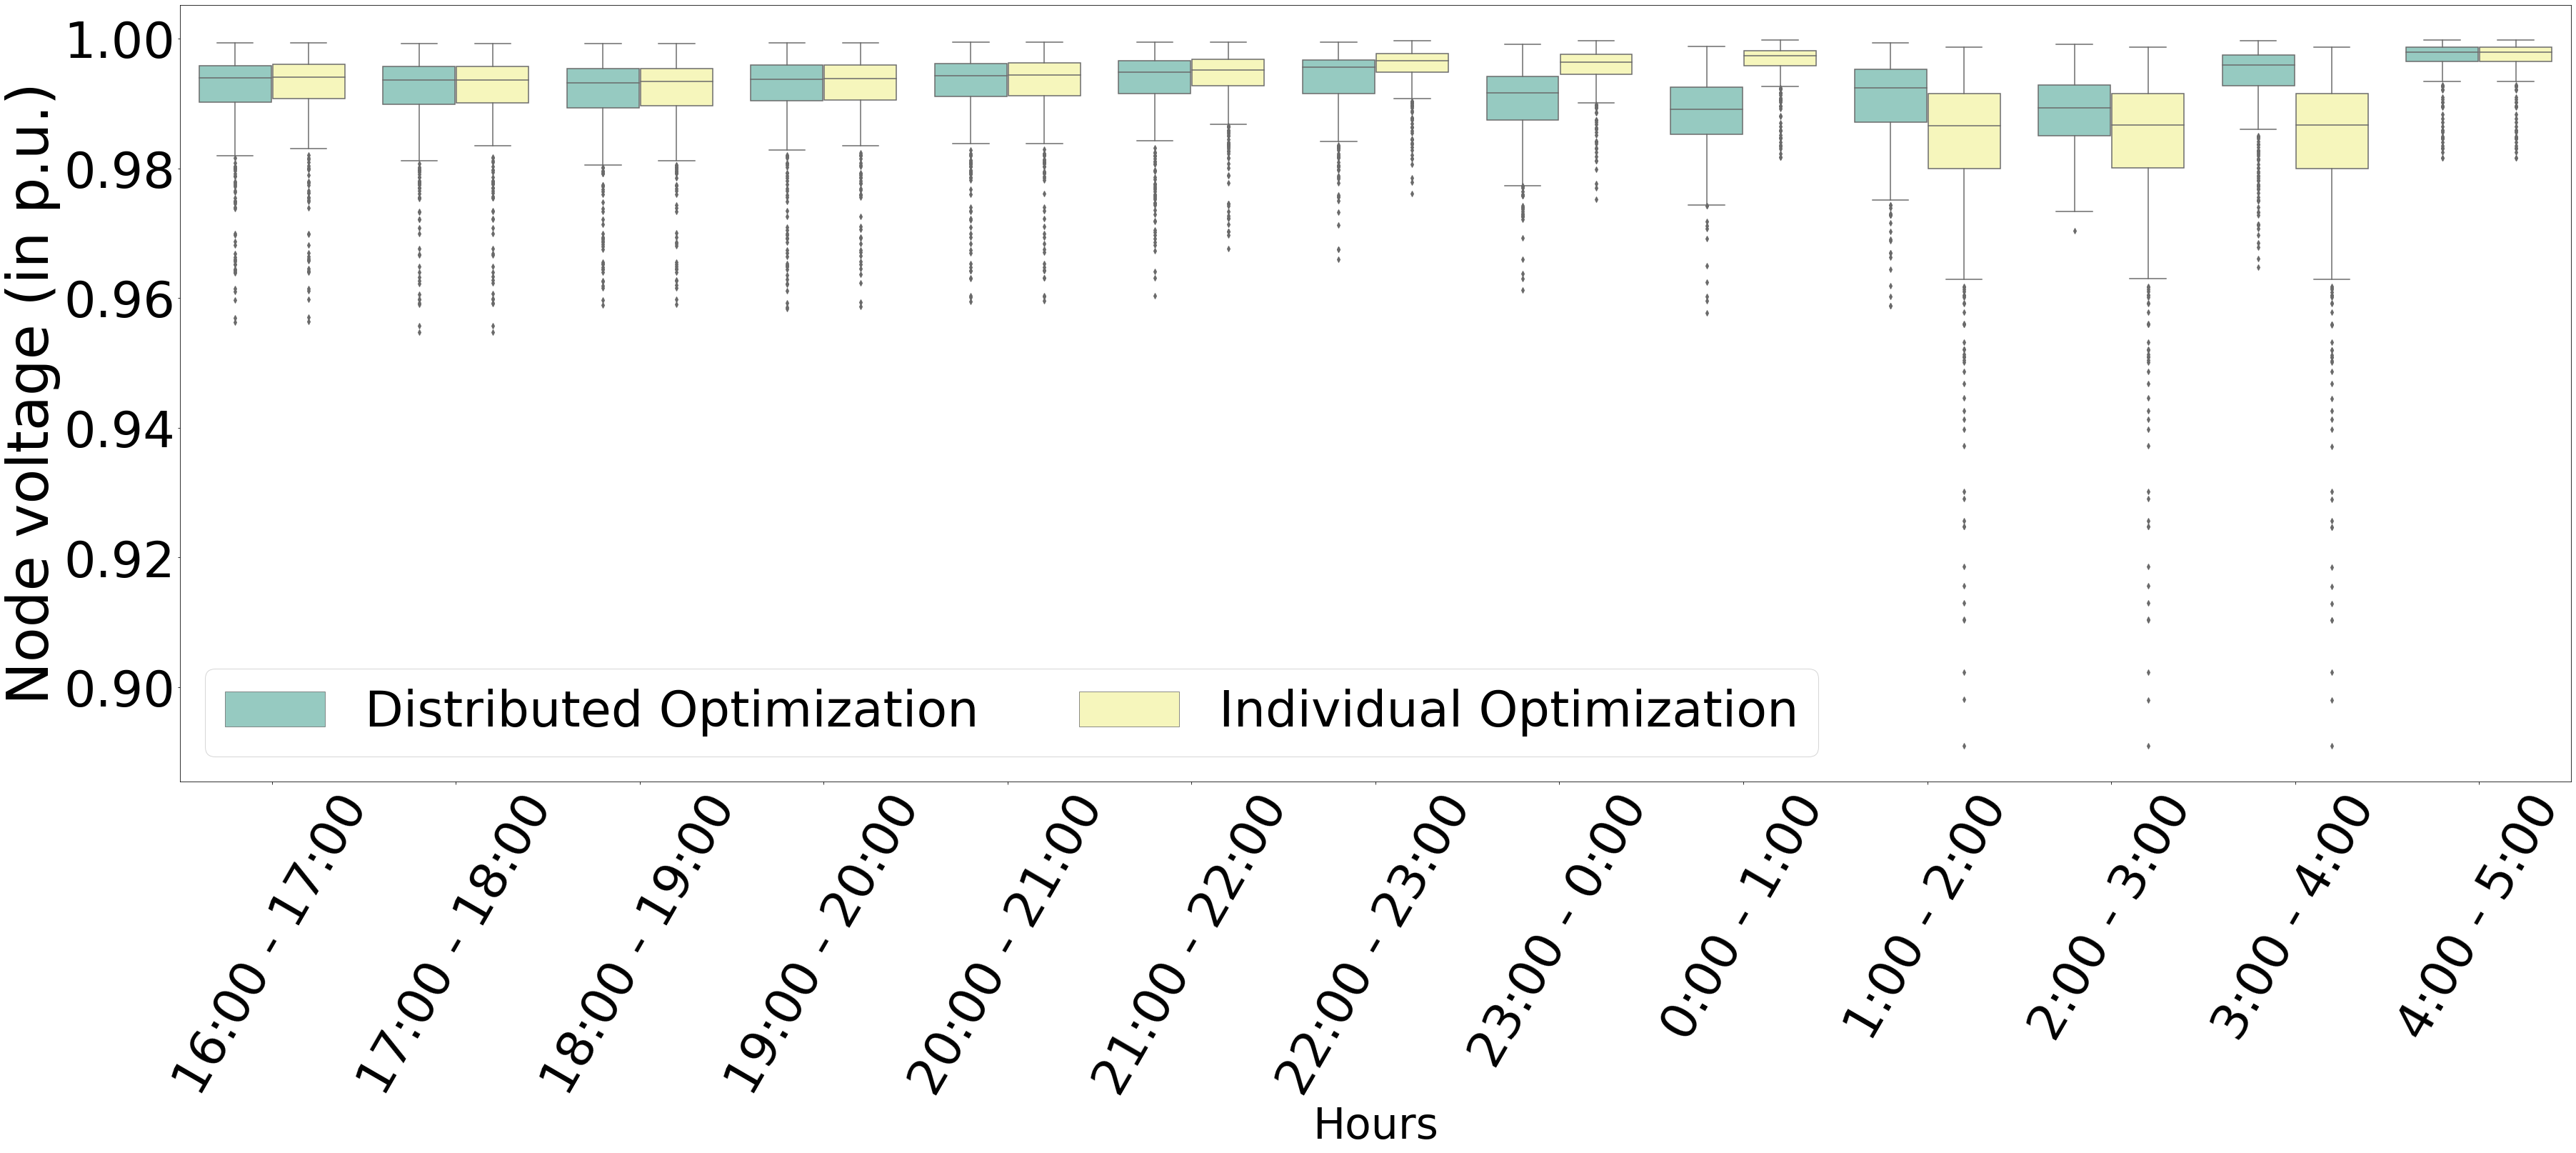 Node voltage (in p.u.)
1.00
0.98
0.96
0.94
0.92
0.90
Distributed Optimization
Individual Optimization
16:00 - 17:00
17:00 - 18:00
18:00 - 19:00
19:00 - 20:00
20:00 - 21:00
21:00 - 22:00
22:00 - 23:00
23:00 - 0:00
0:00 - 1:00
1:00 - 2:00
2:00 - 3:00
3:00 - 4:00
4:00 - 5:00
Hours